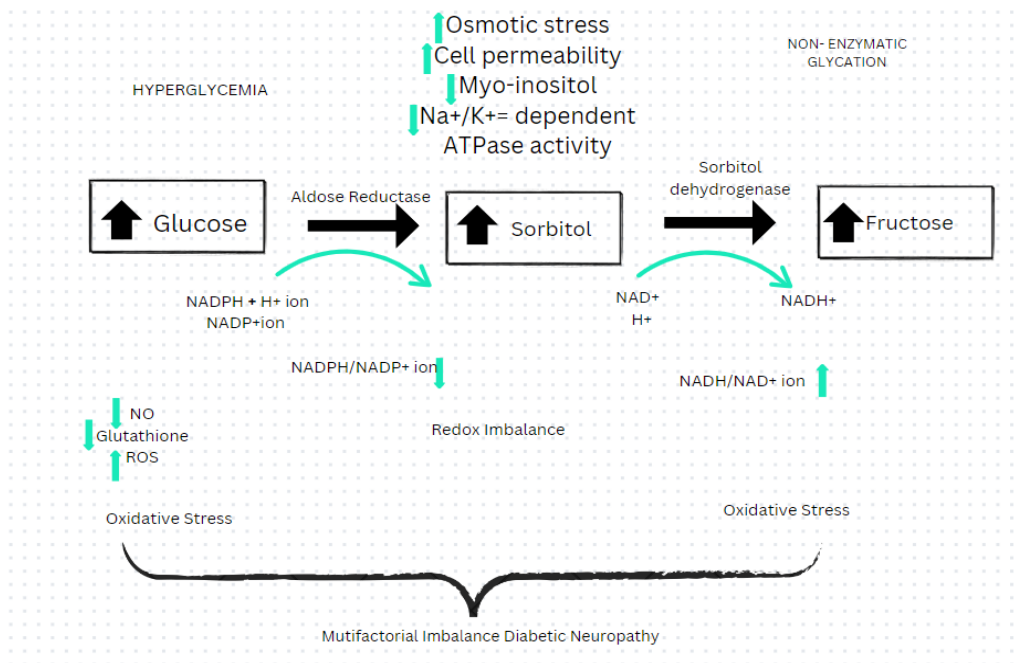 Osmotic stress
Cell permeability
Myo-inositol
Na+/K+= dependent
ATPase activity
NON- ENZYMATIC
GLYCATION
HYPERGLYCEMIA
Glucose
Aldose Reductase
Sorbitol
Sorbitol
dehydrogenase
Fructose
NADPH + H+ ion
NADP+ion
NAD+
H+
NADH+
NADPH/NADP+ ion
NADH/NAD+ ion
NO
Glutathione
ROS
Redox Imbalance
Oxidative Stress
Oxidative Stress
Mutifactorial Imbalance Diabetic Neuropathy